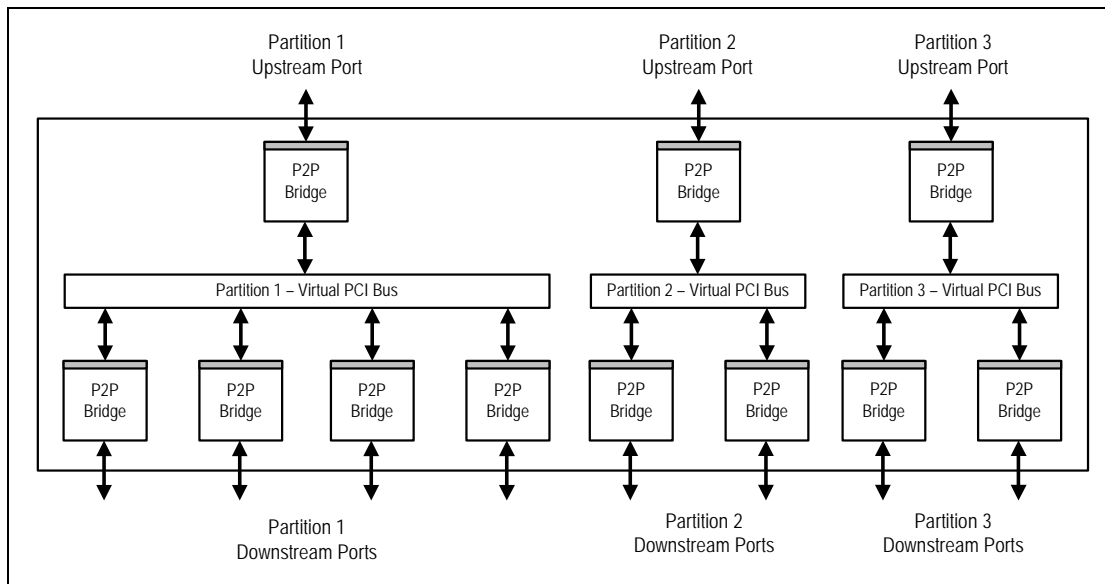 Partition 1
Upstream Port
Partition 2
Upstream Port
Partition 3
Upstream Port
P2P
Bridge
P2P
Bridge
P2P
Bridge
Partition 1 – Virtual PCI Bus
Partition 2 – Virtual PCI Bus
Partition 3 – Virtual PCI Bus
P2P
Bridge
P2P
Bridge
P2P
Bridge
P2P
Bridge
P2P
Bridge
P2P
Bridge
P2P
Bridge
P2P
Bridge
Partition 1
Downstream Ports
Partition 2
Downstream Ports
Partition 3
Downstream Ports